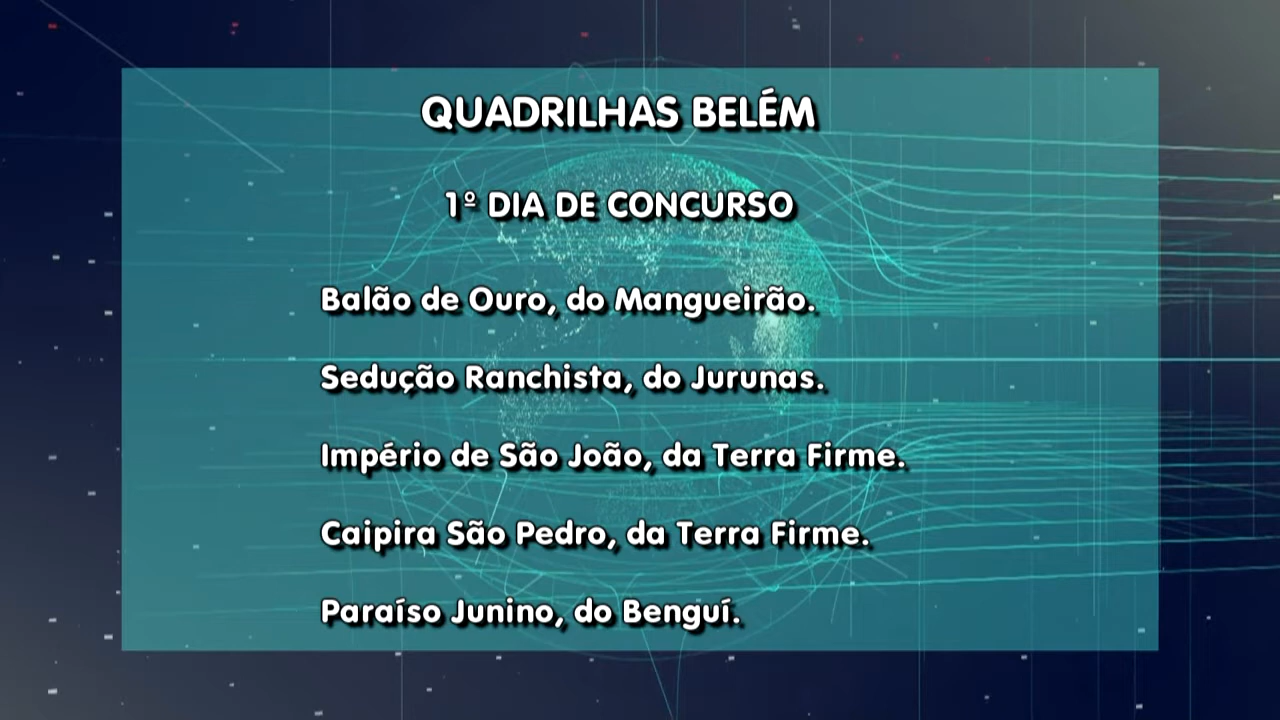 QUADRILHAS BELÉM
1º DIA DE CONCURSO
Balão de Ouro, do Mangueirão.
Sedução Ranchista, do Jurunas.
Império de São João, da Terra Firme.
Caipira São Pedro, da Terra Firme.
Paraíso Junino, do Benguí.